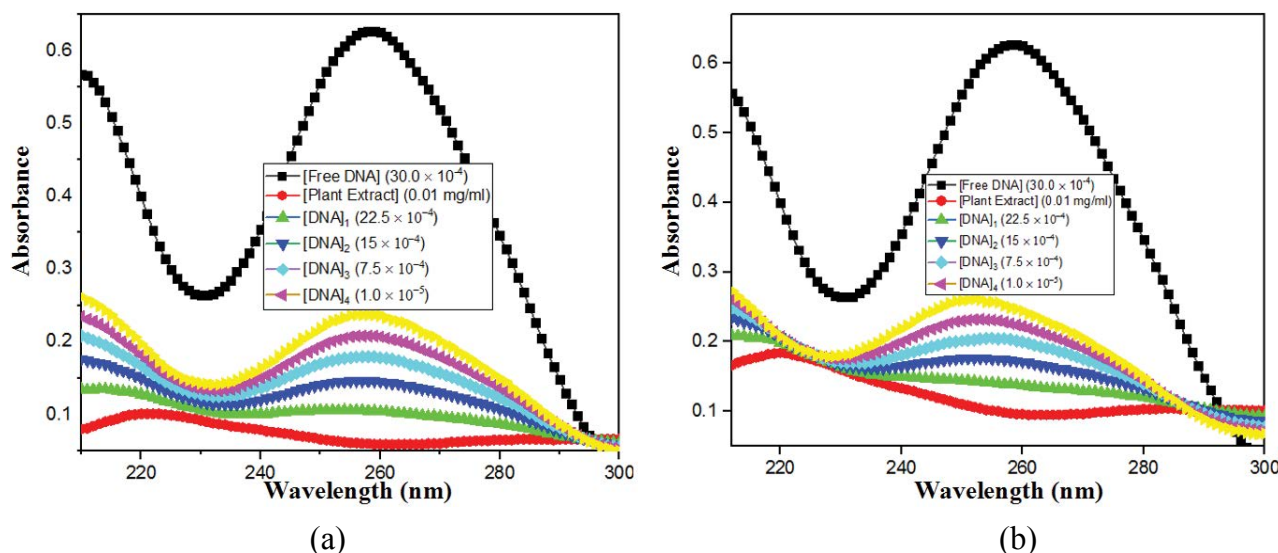 0.6
0.5
0.4
0.3
0.2
0.1
Absorbance
[Free DNA] (30.0 × 10⁻⁴)
[Plant Extract] (0.01 mg/ml)
[DNA]₁ (22.5 × 10⁻⁴)
[DNA]₂ (15 × 10⁻⁴)
[DNA]₃ (7.5 × 10⁻⁴)
[DNA]₄ (1.0 × 10⁻⁵)
220 240 260 280 300
Wavelength (nm)
(a)
0.6
0.5
0.4
0.3
0.2
0.1
Absorbance
[Free DNA] (30.0 × 10⁻⁴)
[Plant Extract] (0.01 mg/ml)
[DNA]₁ (22.5 × 10⁻⁴)
[DNA]₂ (15 × 10⁻⁴)
[DNA]₃ (7.5 × 10⁻⁴)
[DNA]₄ (1.0 × 10⁻⁵)
220 240 260 280 300
Wavelength (nm)
(b)